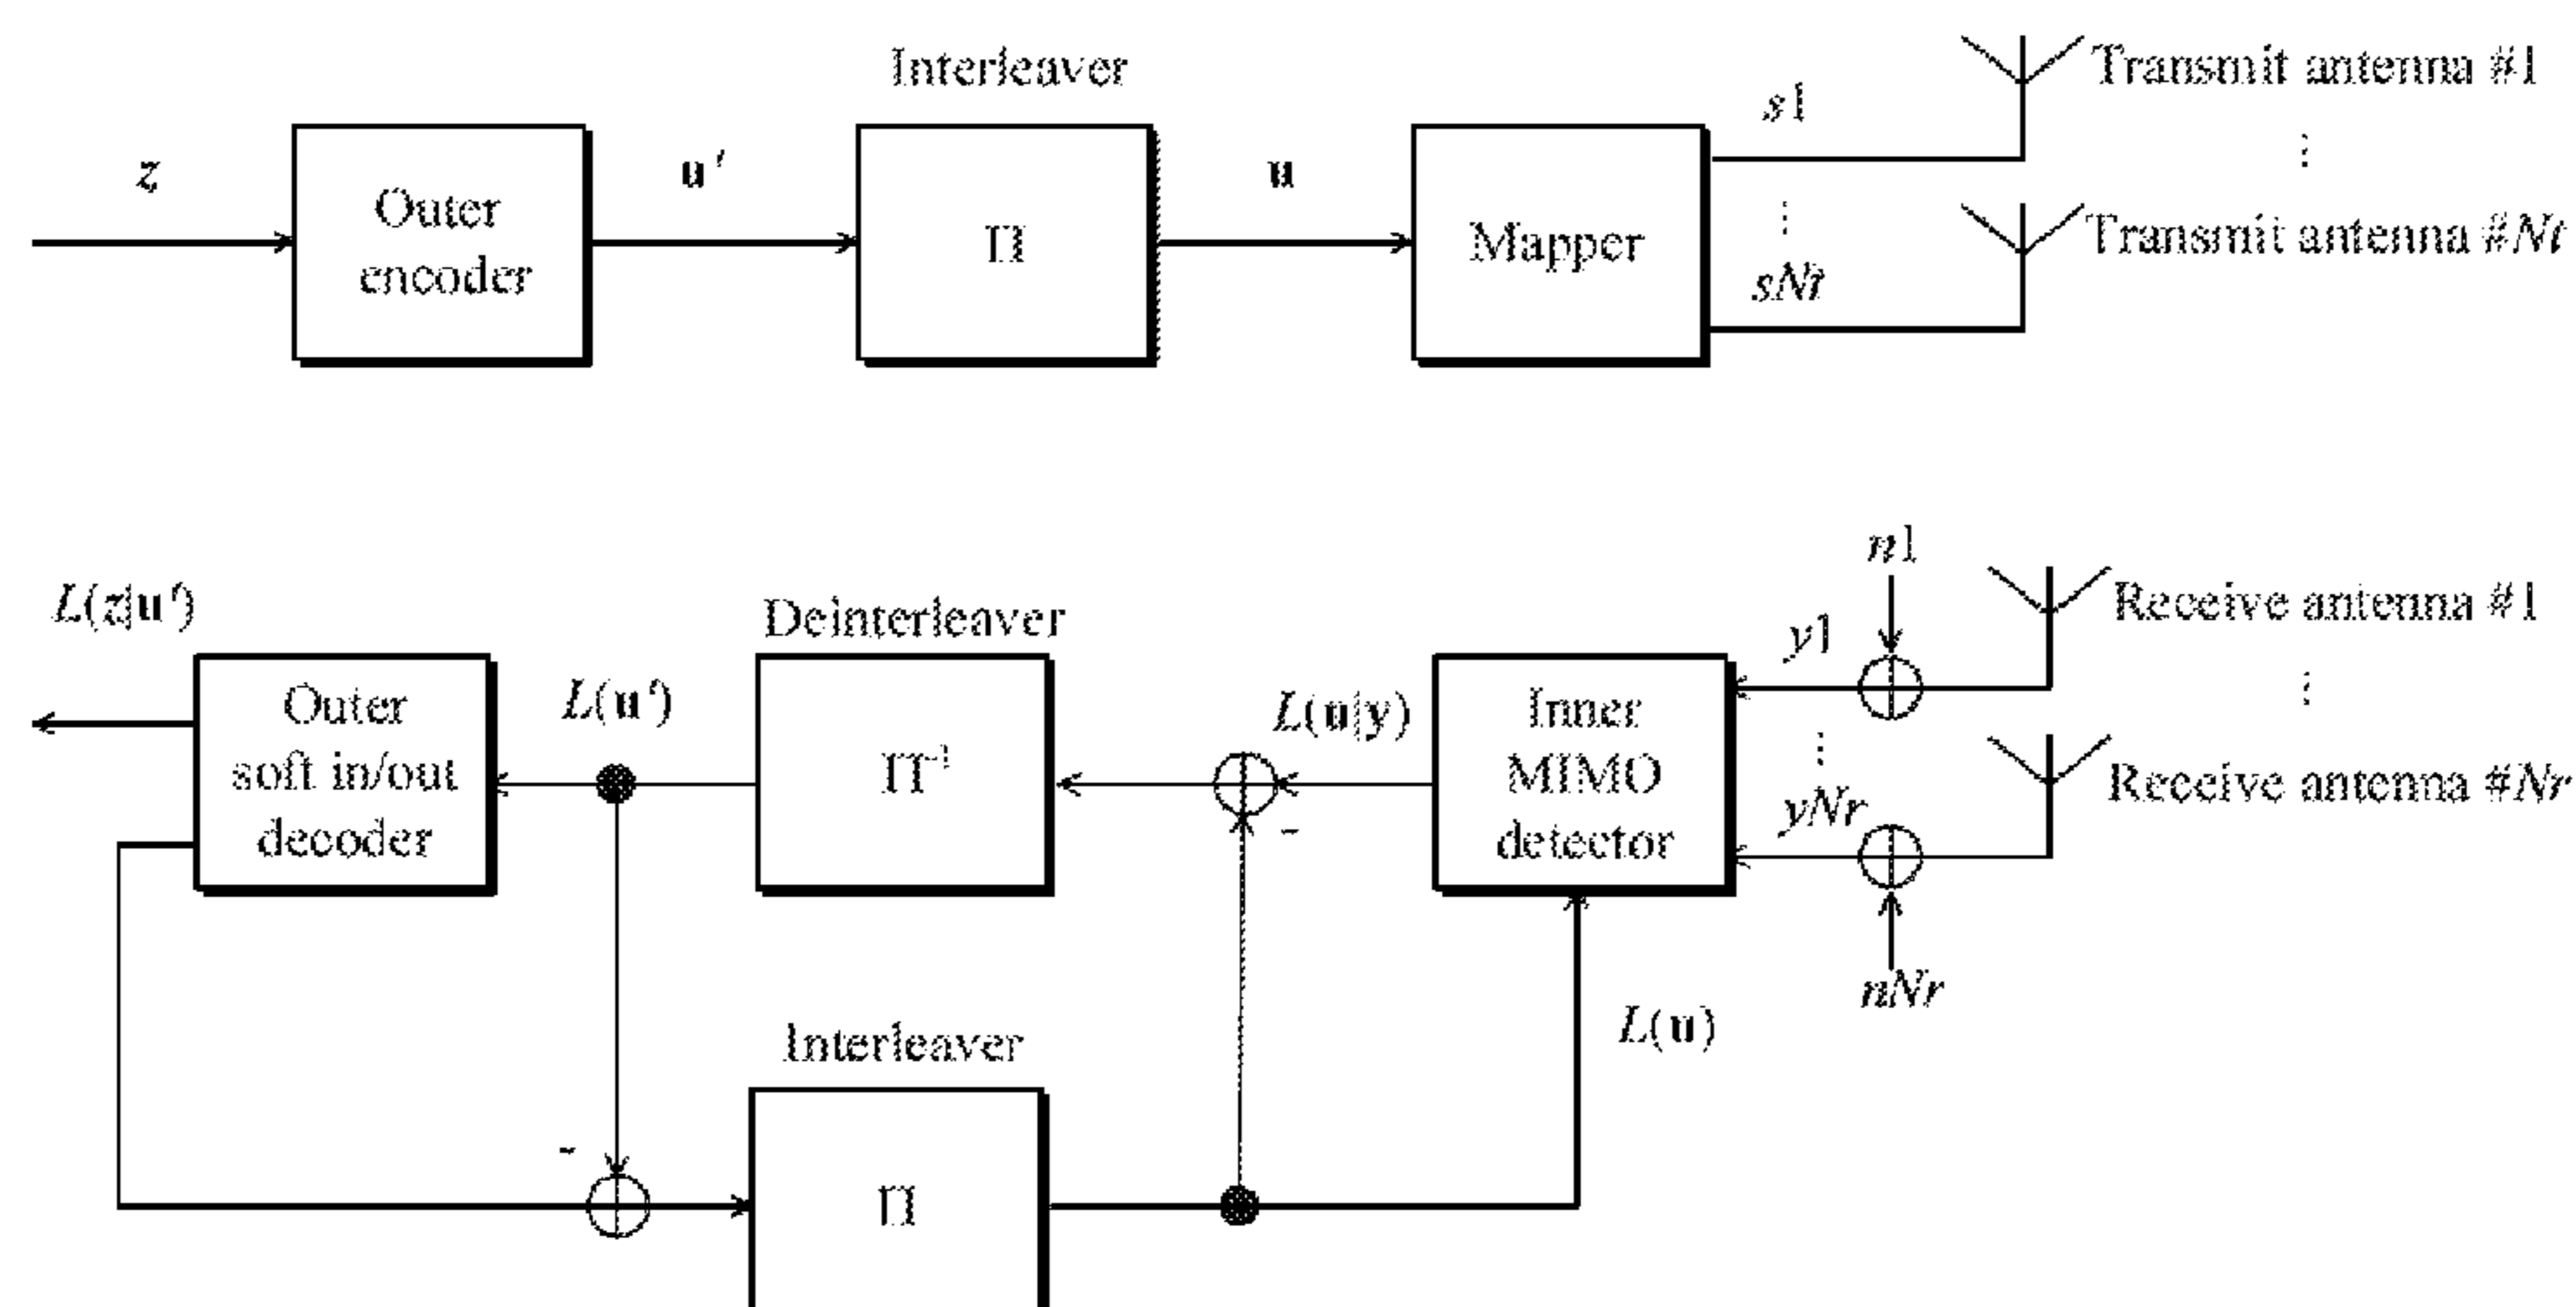 Interleaver
z
Outer
encoder
u'
Π
u
Mapper
s1
⋮
sNt
Transmit antenna #1
⋮
Transmit antenna #Nt
L(z|u')
Outer
soft in/out
decoder
L(u')
Deinterleaver
Π-1
L(u|y)
-
Inner
MIMO
detector
y1
⋮
yNr
n1
nNr
Receive antenna #1
⋮
Receive antenna #Nr
L(u)
-
Interleaver
Π